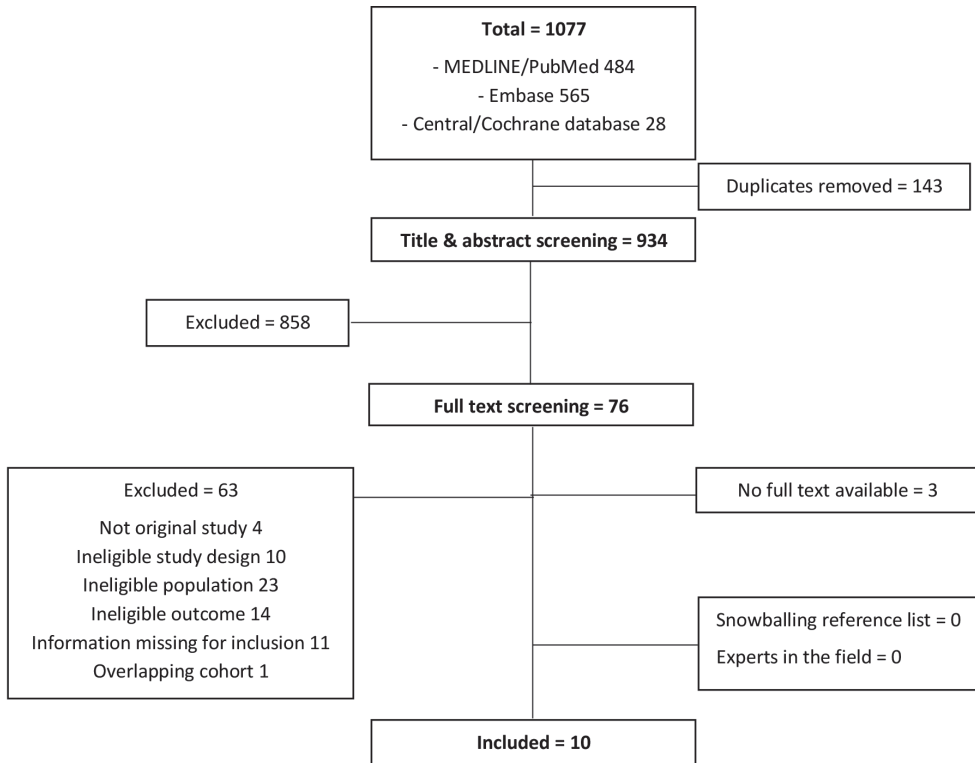 Total = 1077
- MEDLINE/PubMed 484
- Embase 565
- Central/Cochrane database 28
Duplicates removed = 143
Title & abstract screening = 934
Excluded = 858
Full text screening = 76
Excluded = 63
Not original study 4
Ineligible study design 10
Ineligible population 23
Ineligible outcome 14
Information missing for inclusion 11
Overlapping cohort 1
No full text available = 3
Snowballing reference list = 0
Experts in the field = 0
Included = 10